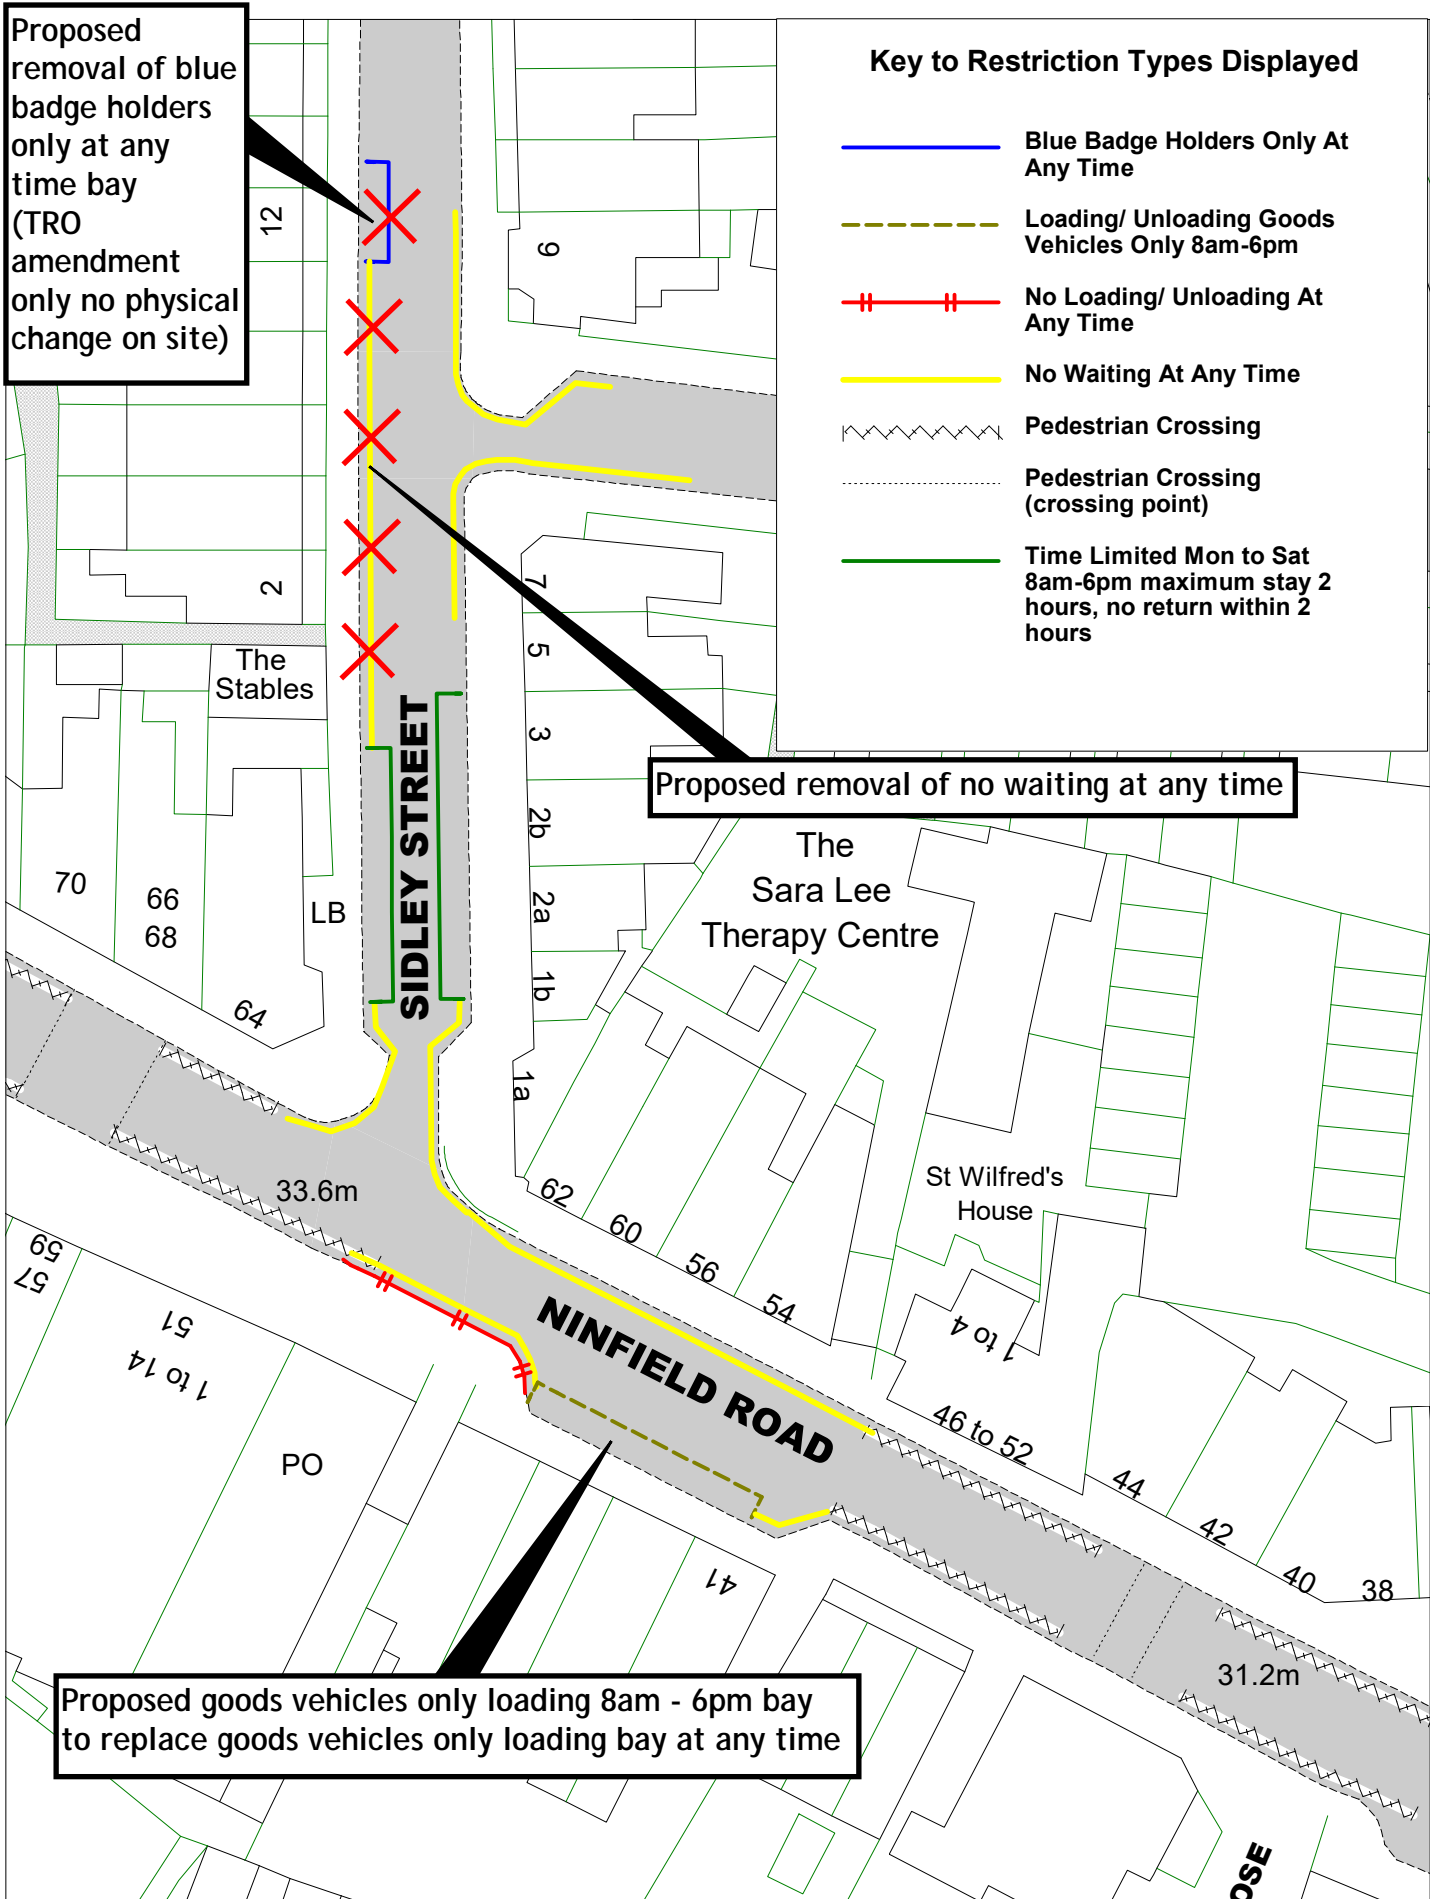 Proposed
removal of blue
badge holders
only at any
time bay
(TRO
amendment
only no physical
change on site)
Key to Restriction Types Displayed
Blue Badge Holders Only At
Any Time
Loading/ Unloading Goods
Vehicles Only 8am-6pm
No Loading/ Unloading At
Any Time
No Waiting At Any Time
Pedestrian Crossing
Pedestrian Crossing
(crossing point)
Time Limited Mon to Sat
8am-6pm maximum stay 2
hours, no return within 2
hours
12
9
2
7
The
Stables
5
3
SIDLEY STREET
Proposed removal of no waiting at any time
2b
The
Sara Lee
Therapy Centre
70
66
68
LB
2a
1b
64
1a
33.6m
St Wilfred's
House
62
60
56
54
59
57
51
1 to 14
1 to 4
NINFIELD ROAD
46 to 52
PO
44
42
40
38
41
31.2m
Proposed goods vehicles only loading 8am - 6pm bay
to replace goods vehicles only loading bay at any time
OSE